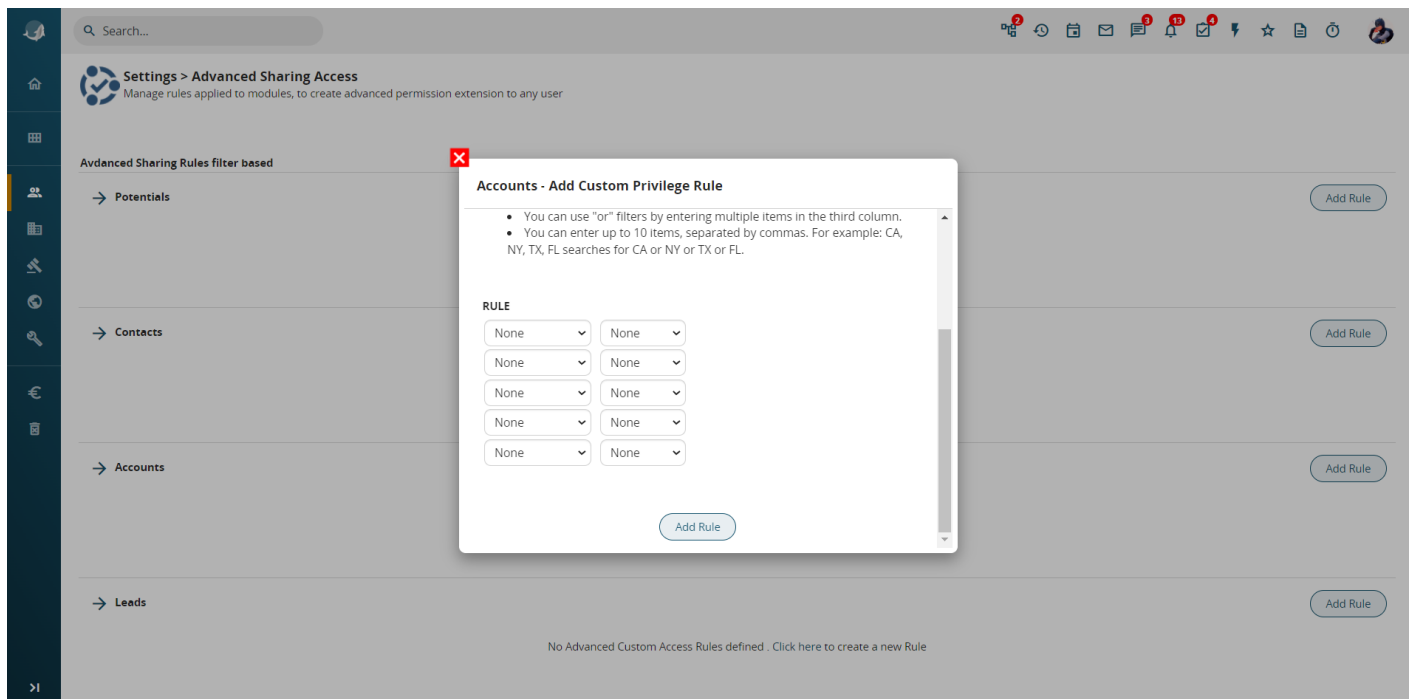 Search...
2
3
13
4
Settings > Advanced Sharing Access
Manage rules applied to modules, to create advanced permission extension to any user
Avdanced Sharing Rules filter based
Potentials
Add Rule
Contacts
Add Rule
Accounts
Add Rule
Leads
Add Rule
No Advanced Custom Access Rules defined . Click here to create a new Rule
Accounts - Add Custom Privilege Rule
• You can use "or" filters by entering multiple items in the third column.
• You can enter up to 10 items, separated by commas. For example: CA,
NY, TX, FL searches for CA or NY or TX or FL.
RULE
None None
None None
None None
None None
None None
Add Rule